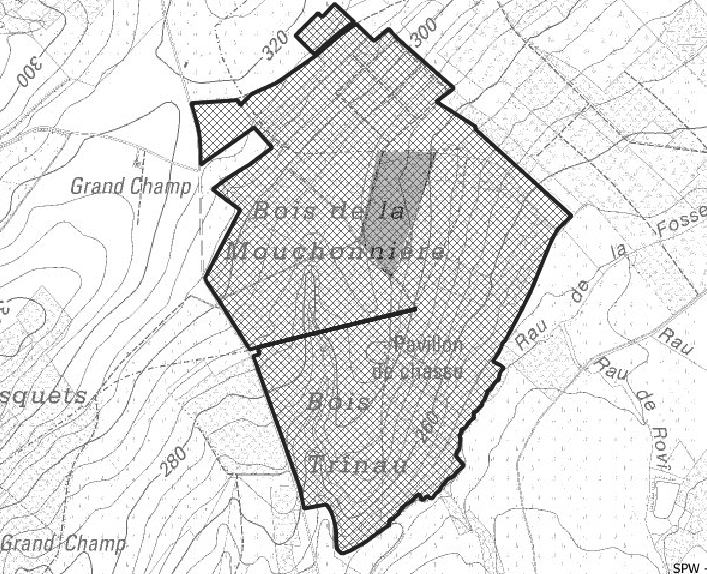 320
300
300
Grand Champ
Bois de la
Mouchonnière
Fosse
Rau de la
Pavillon
de chasse
Rau
Rau de Rovi
squets
Bois
260
Trinau
280
Grand Champ
SPW -